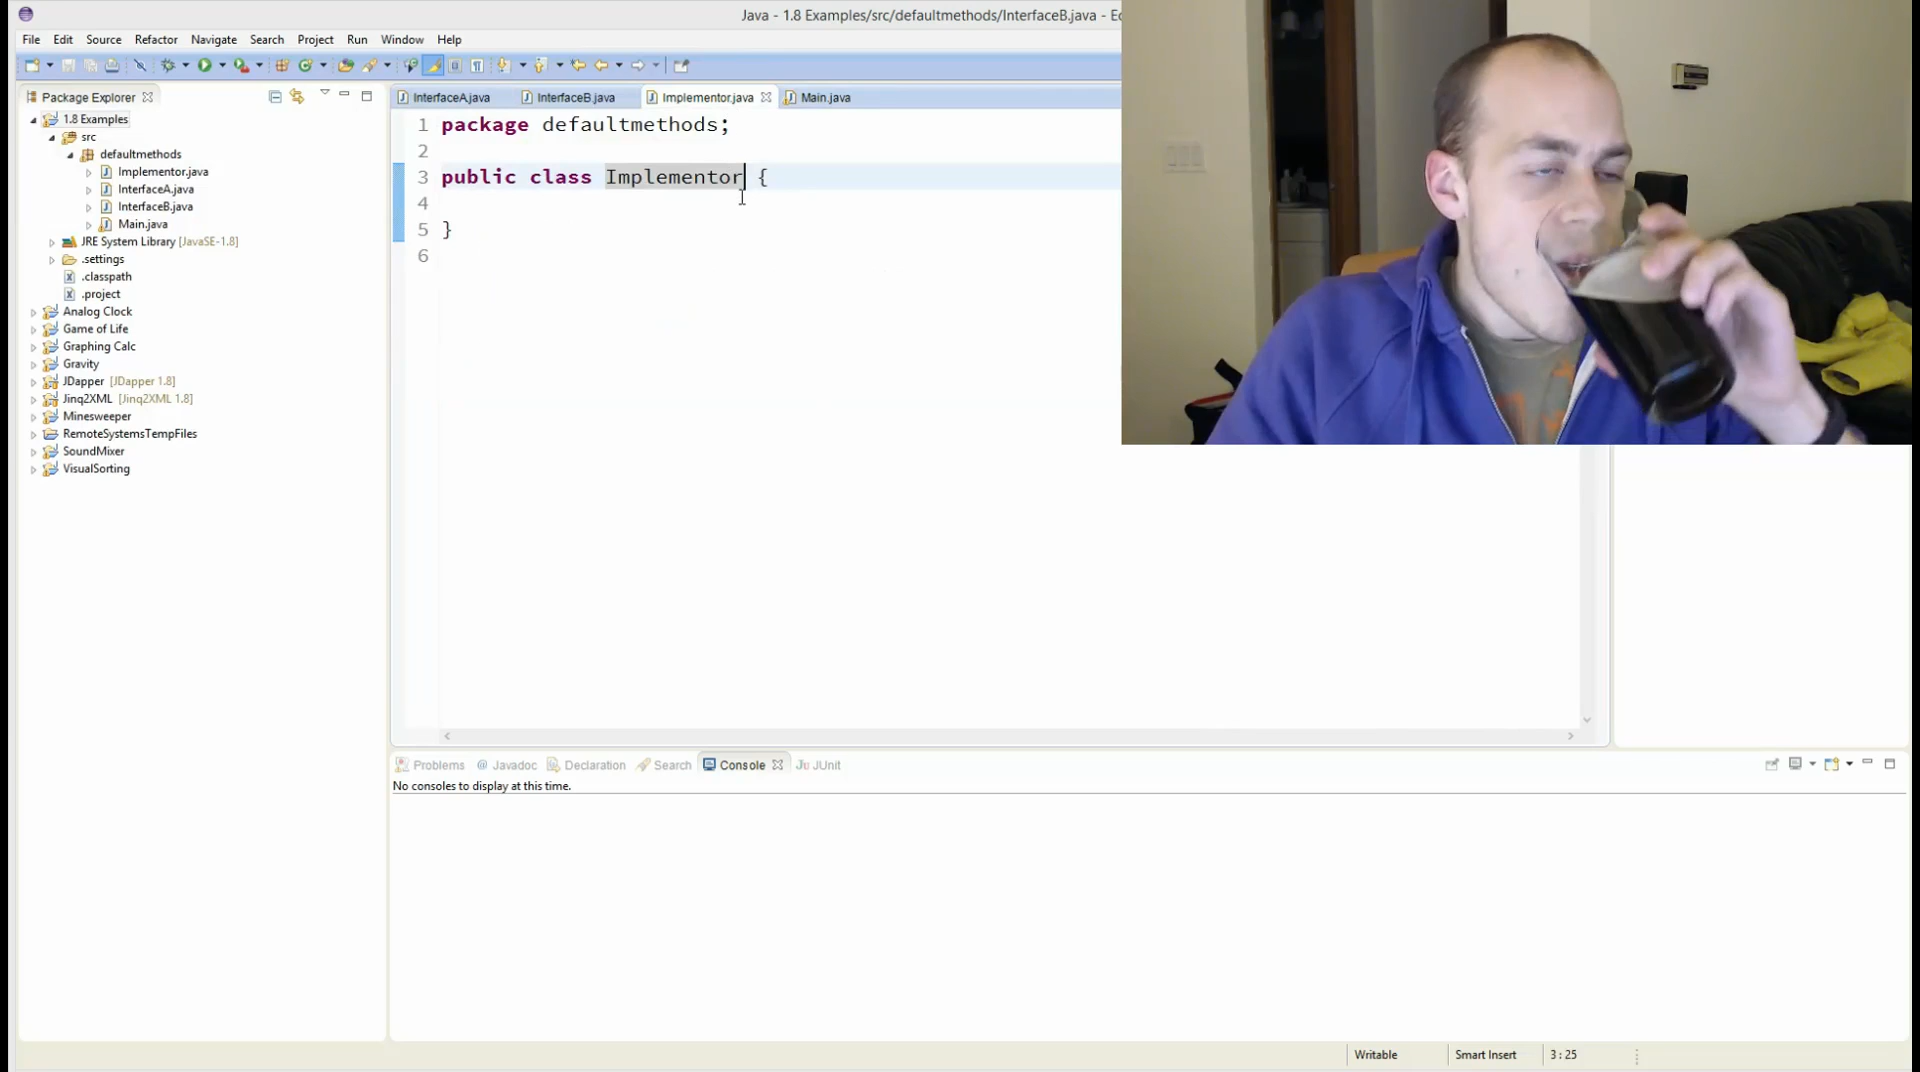 Java - 1.8 Examples/src/defaultmethods/InterfaceB.java - Ec
File Edit Source Refactor Navigate Search Project Run Window Help
Package Explorer
InterfaceA.java InterfaceB.java Implementor.java Main.java
1.8 Examples
src
defaultmethods
Implementor.java
InterfaceA.java
InterfaceB.java
Main.java
JRE System Library [JavaSE-1.8]
.settings
.classpath
.project
Analog Clock
Game of Life
Graphing Calc
Gravity
JDapper [JDapper 1.8]
Jinq2XML [Jinq2XML 1.8]
Minesweeper
RemoteSystemsTempFiles
SoundMixer
VisualSorting
1 package defaultmethods;
2
3 public class Implementor {
4
5 }
6
Problems @ Javadoc Declaration Search Console JUnit
No consoles to display at this time.
Writable Smart Insert 3 : 25